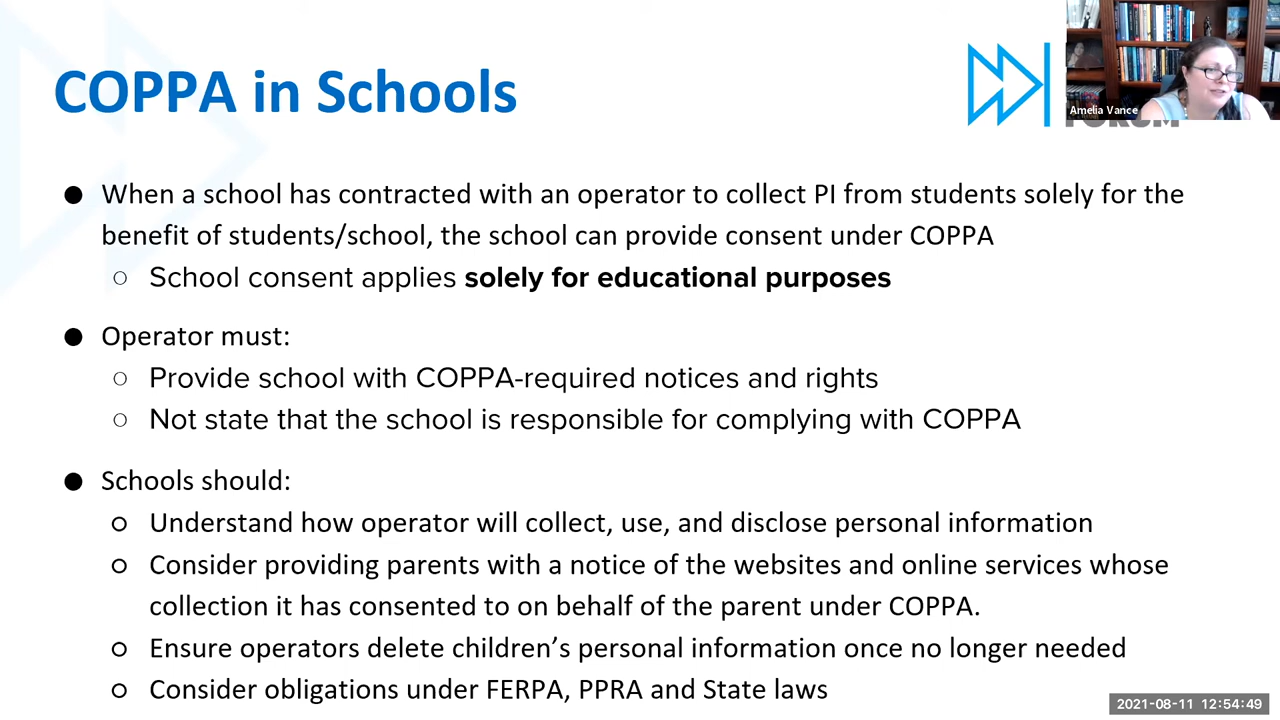 COPPA in Schools
Amelia Vance
● When a school has contracted with an operator to collect PI from students solely for the
benefit of students/school, the school can provide consent under COPPA
○ School consent applies solely for educational purposes
● Operator must:
○ Provide school with COPPA-required notices and rights
○ Not state that the school is responsible for complying with COPPA
● Schools should:
○ Understand how operator will collect, use, and disclose personal information
○ Consider providing parents with a notice of the websites and online services whose
collection it has consented to on behalf of the parent under COPPA.
○ Ensure operators delete children’s personal information once no longer needed
○ Consider obligations under FERPA, PPRA and State laws
2021-08-11 12:54:49